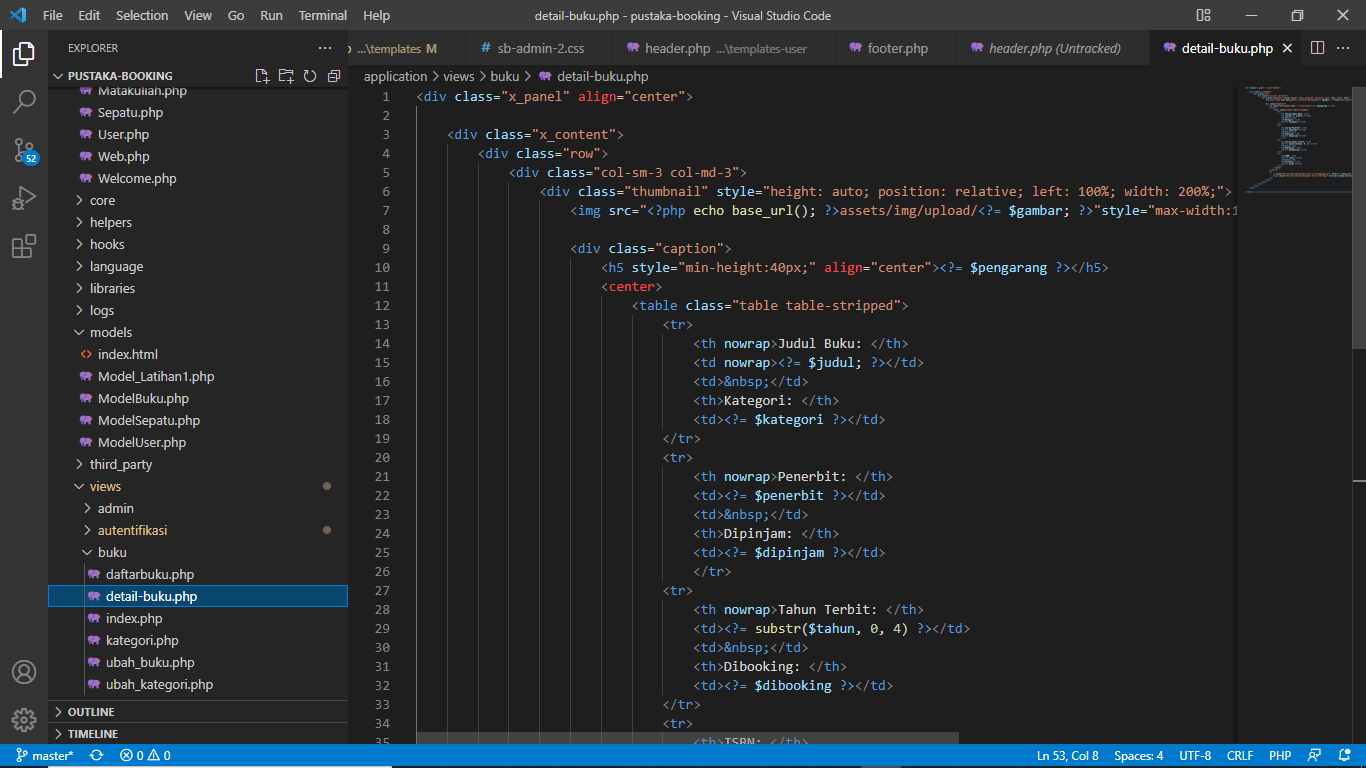 File Edit Selection View Go Run Terminal Help
detail-buku.php - pustaka-booking - Visual Studio Code
EXPLORER
PUSTAKA-BOOKING
Matakuliah.php
Sepatu.php
User.php
Web.php
Welcome.php
core
helpers
hooks
language
libraries
logs
models
index.html
Model_Latihan1.php
ModelBuku.php
ModelSepatu.php
ModelUser.php
third_party
views
admin
autentifikasi
buku
daftarbuku.php
detail-buku.php
index.php
kategori.php
ubah_buku.php
ubah_kategori.php
OUTLINE
TIMELINE
52
...\templates M
# sb-admin-2.css
header.php ...\templates-user
footer.php
header.php (Untracked)
detail-buku.php
application > views > buku > detail-buku.php
1 <div class="x_panel" align="center">
2
3 <div class="x_content">
4 <div class="row">
5 <div class="col-sm-3 col-md-3">
6 <div class="thumbnail" style="height: auto; position: relative; left: 100%; width: 200%;">
7 <img src="<?php echo base_url(); ?>assets/img/upload/<?= $gambar; ?>"style="max-width:1
8
9 <div class="caption">
10 <h5 style="min-height:40px;" align="center"><?= $pengarang ?></h5>
11 <center>
12 <table class="table table-stripped">
13 <tr>
14 <th nowrap>Judul Buku: </th>
15 <td nowrap><?= $judul; ?></td>
16 <td>&nbsp;</td>
17 <th>Kategori: </th>
18 <td><?= $kategori ?></td>
19 </tr>
20 <tr>
21 <th nowrap>Penerbit: </th>
22 <td><?= $penerbit ?></td>
23 <td>&nbsp;</td>
24 <th>Dipinjam: </th>
25 <td><?= $dipinjam ?></td>
26 </tr>
27 <tr>
28 <th nowrap>Tahun Terbit: </th>
29 <td><?= substr($tahun, 0, 4) ?></td>
30 <td>&nbsp;</td>
31 <th>Dibooking: </th>
32 <td><?= $dibooking ?></td>
33 </tr>
34 <tr>
35 <th>ISBN: </th>
master* 0 0
Ln 53, Col 8 Spaces: 4 UTF-8 CRLF PHP